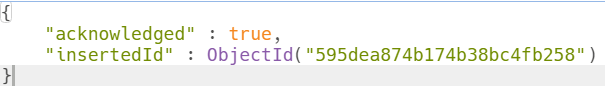 {
    "acknowledged" : true,
    "insertedId" : ObjectId("595dea874b174b38bc4fb258")
}